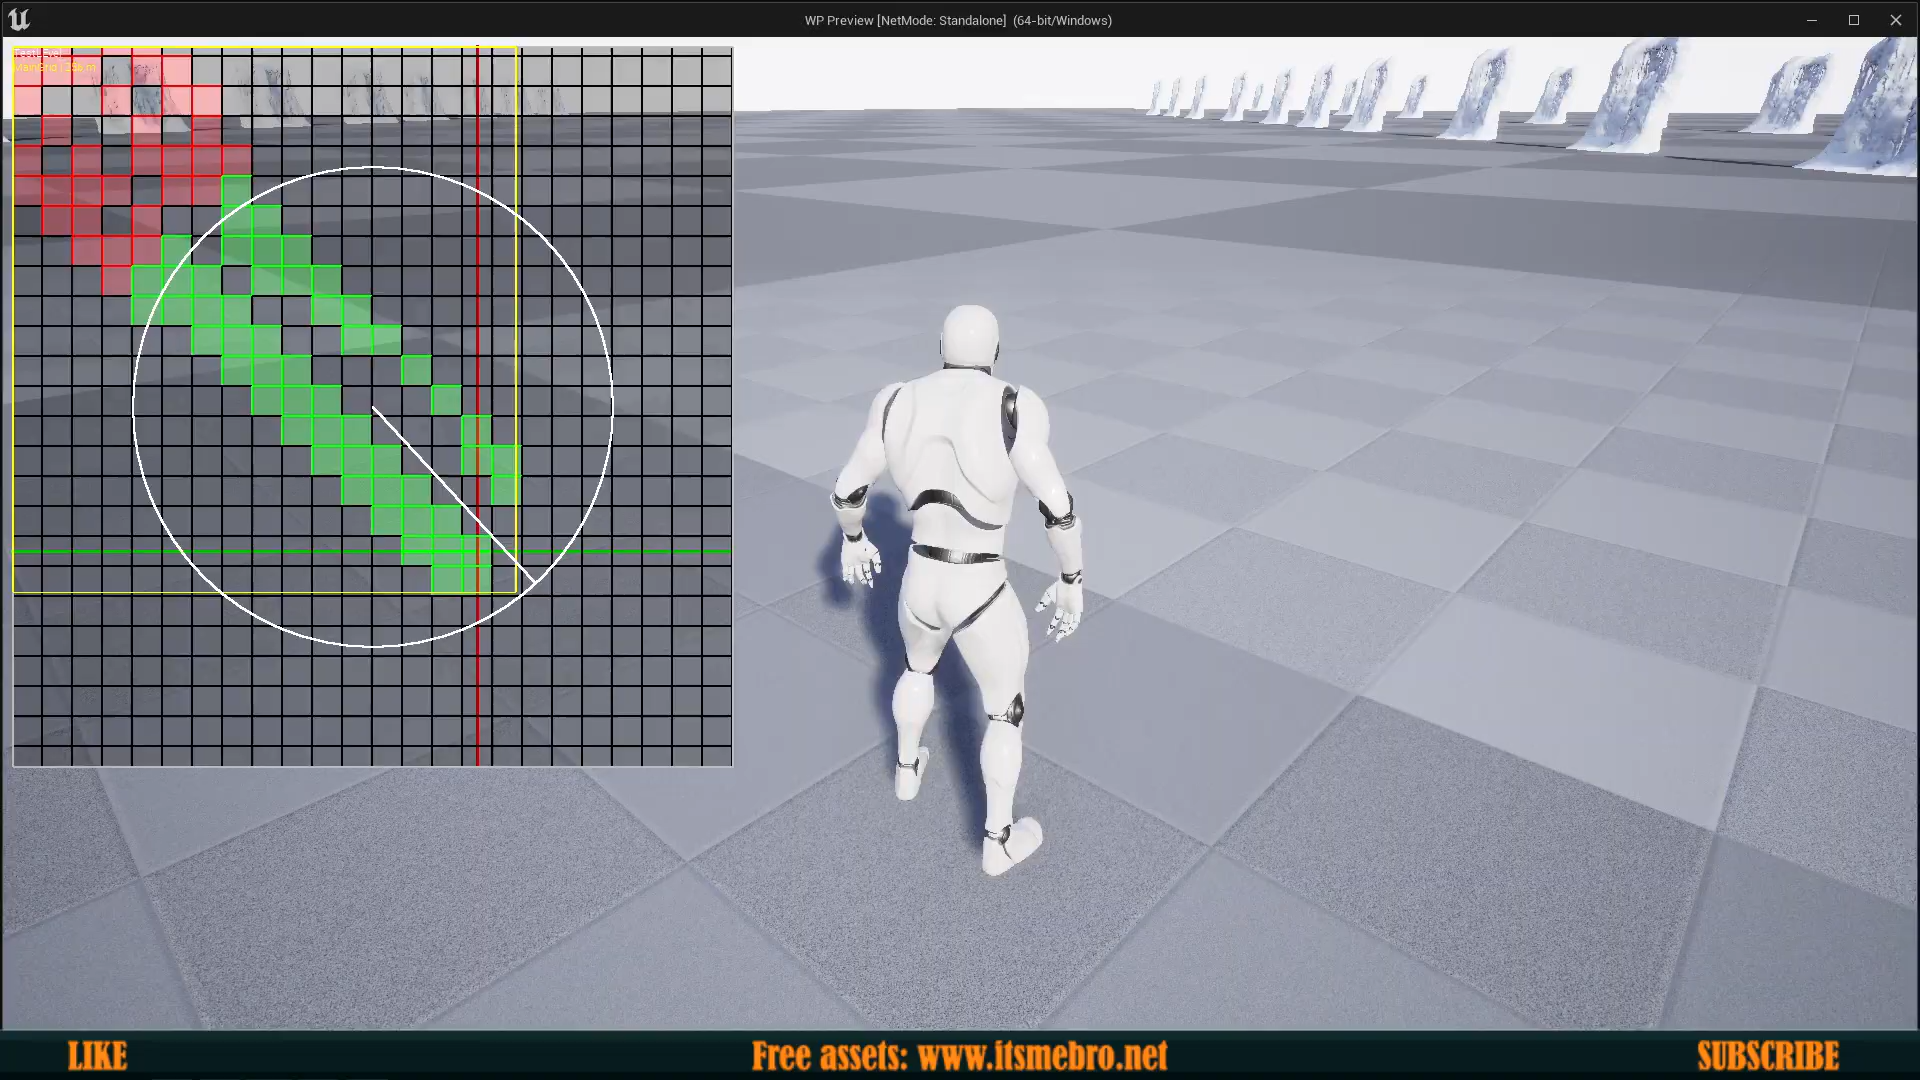 WP Preview [NetMode: Standalone] (64-bit/Windows)
LIKE
Free assets: www.itsmebro.net
SUBSCRIBE